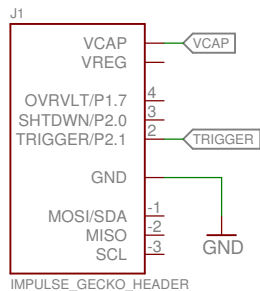 J1
VCAP VCAP
VREG
OVRVLT/P1.7 4
SHTDWN/P2.0 3
TRIGGER/P2.1 2 TRIGGER
GND
MOSI/SDA -1
MISO -2
SCL -3
GND
IMPULSE_GECKO_HEADER